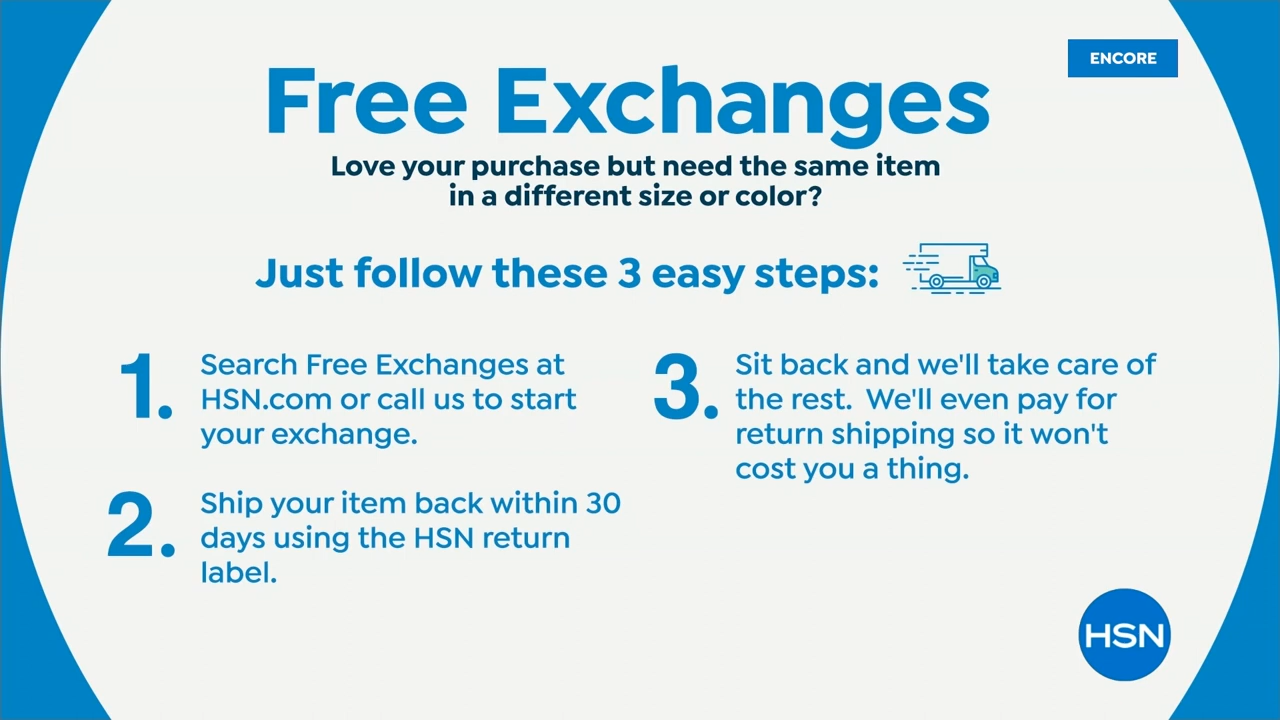 ENCORE
Free Exchanges
Love your purchase but need the same item
in a different size or color?
Just follow these 3 easy steps:
1. Search Free Exchanges at
HSN.com or call us to start
your exchange.
2. Ship your item back within 30
days using the HSN return
label.
3. Sit back and we'll take care of
the rest.  We'll even pay for
return shipping so it won't
cost you a thing.
HSN